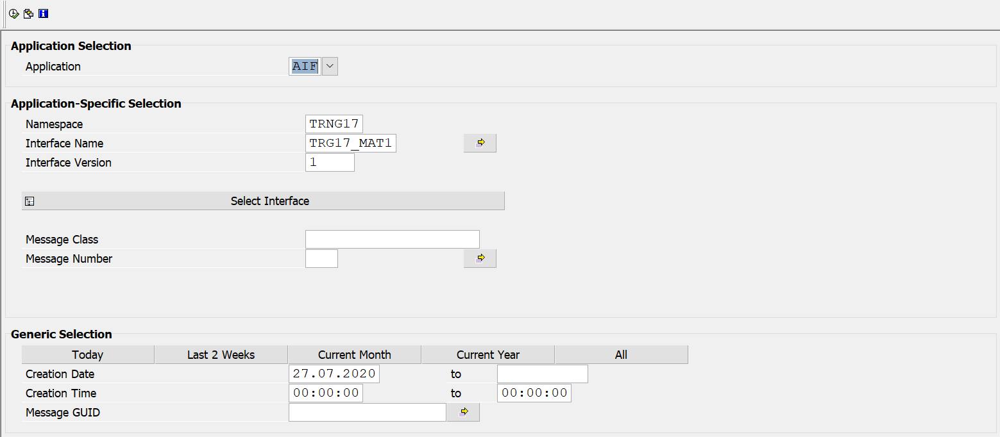 Application Selection
Application AIF
Application-Specific Selection
Namespace TRNG17
Interface Name TRG17_MAT1
Interface Version 1
Select Interface
Message Class
Message Number
Generic Selection
Today Last 2 Weeks Current Month Current Year All
Creation Date 27.07.2020 to
Creation Time 00:00:00 to 00:00:00
Message GUID